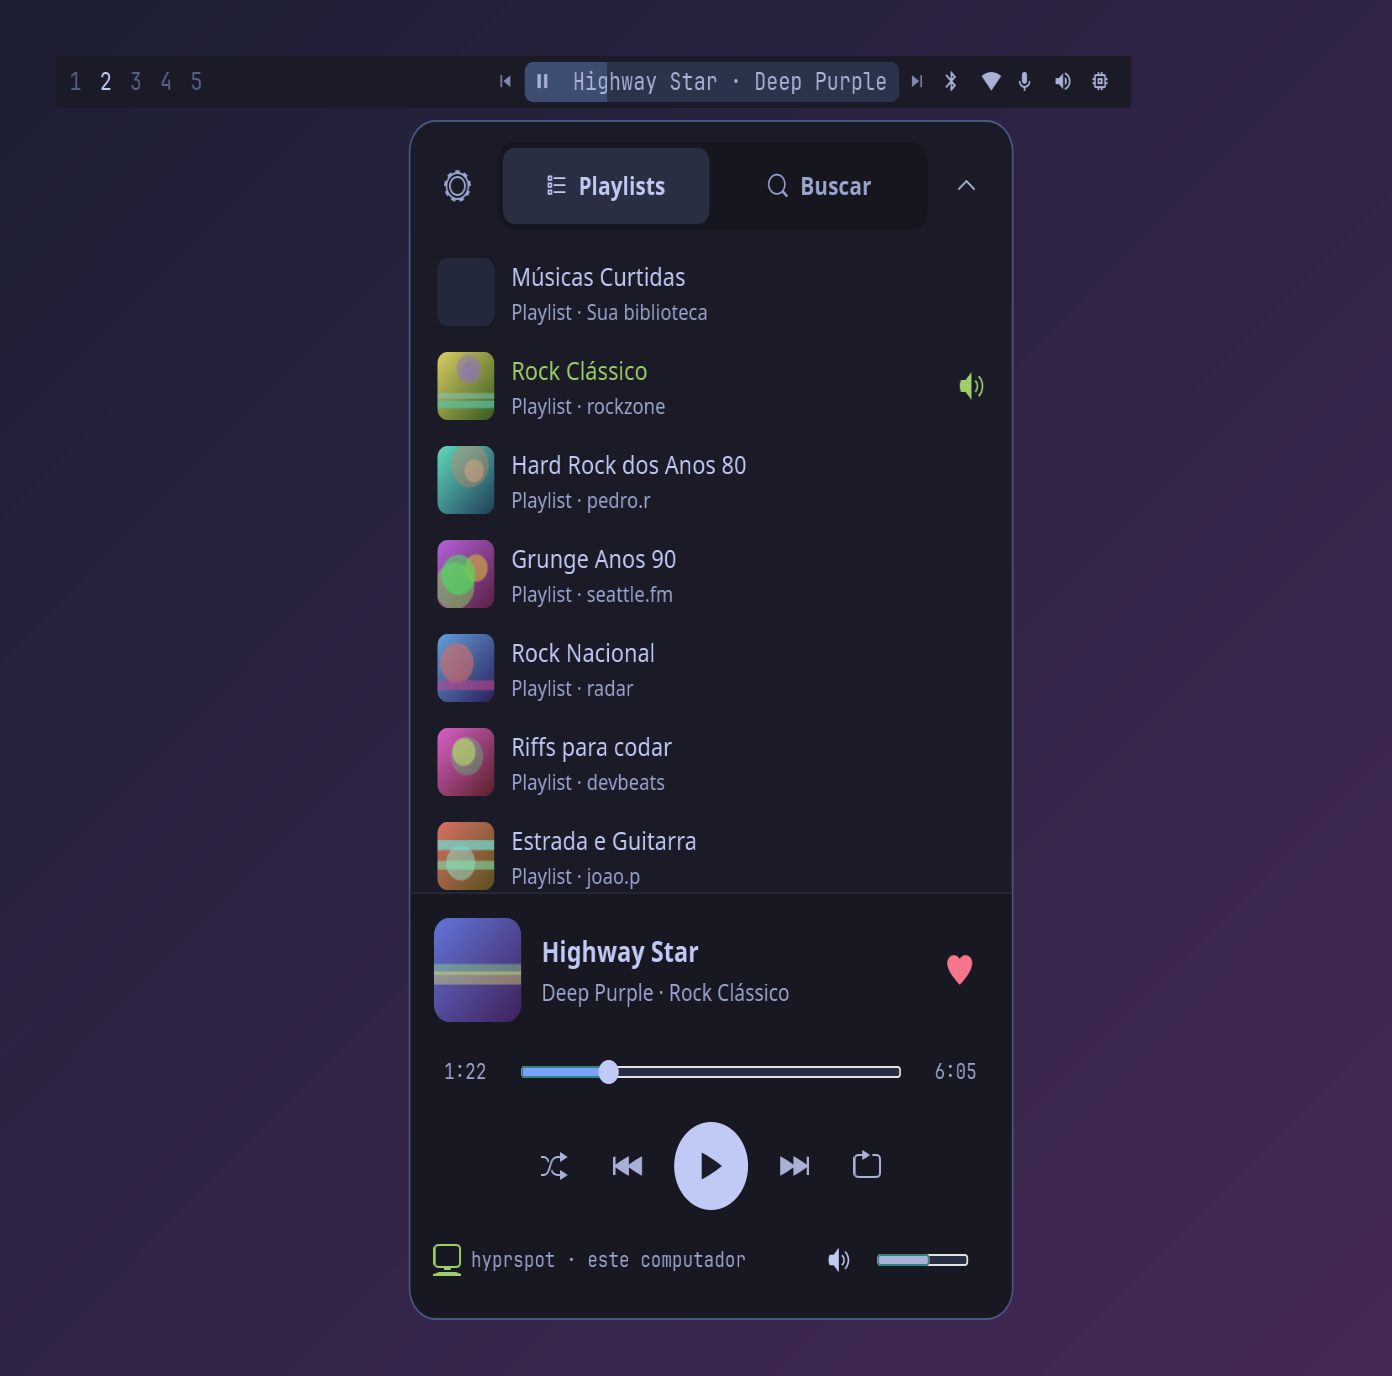 1 2 3 4 5
Highway Star · Deep Purple
Playlists
Buscar
Músicas Curtidas
Playlist · Sua biblioteca
Rock Clássico
Playlist · rockzone
Hard Rock dos Anos 80
Playlist · pedro.r
Grunge Anos 90
Playlist · seattle.fm
Rock Nacional
Playlist · radar
Riffs para codar
Playlist · devbeats
Estrada e Guitarra
Playlist · joao.p
Highway Star
Deep Purple · Rock Clássico
1:22 6:05
hyprspot · este computador